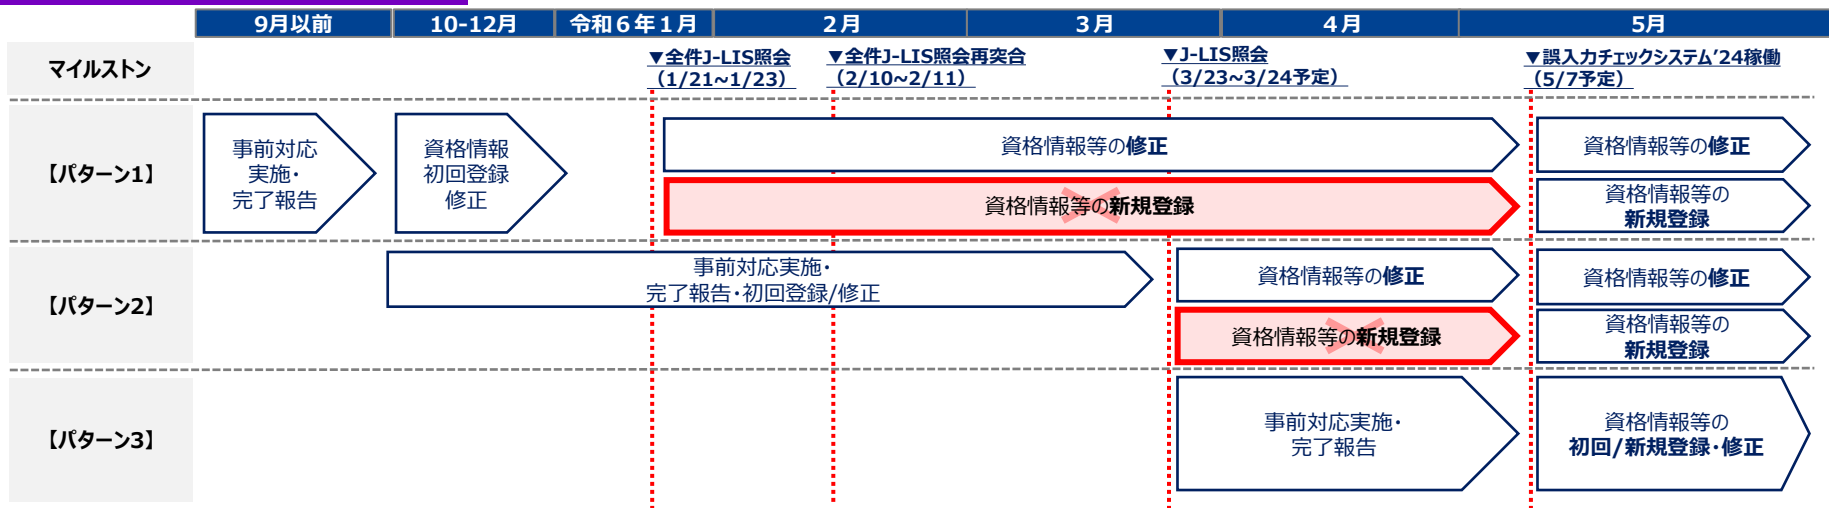 9月以前
10-12月
令和６年１月
２月
３月
４月
5月
マイルストン
▼全件J-LIS照会
（1/21~1/23）
▼全件J-LIS照会再突合
（2/10~2/11）
▼J-LIS照会
（3/23~3/24予定）
▼誤入力チェックシステム’24稼働
（5/7予定）
【パターン1】
事前対応
実施・
完了報告
資格情報
初回登録
修正
資格情報等の修正
資格情報等の新規登録
資格情報等の修正
資格情報等の
新規登録
【パターン2】
事前対応実施・
完了報告・初回登録/修正
資格情報等の修正
資格情報等の新規登録
資格情報等の修正
資格情報等の
新規登録
【パターン3】
事前対応実施・
完了報告
資格情報等の
初回/新規登録・修正